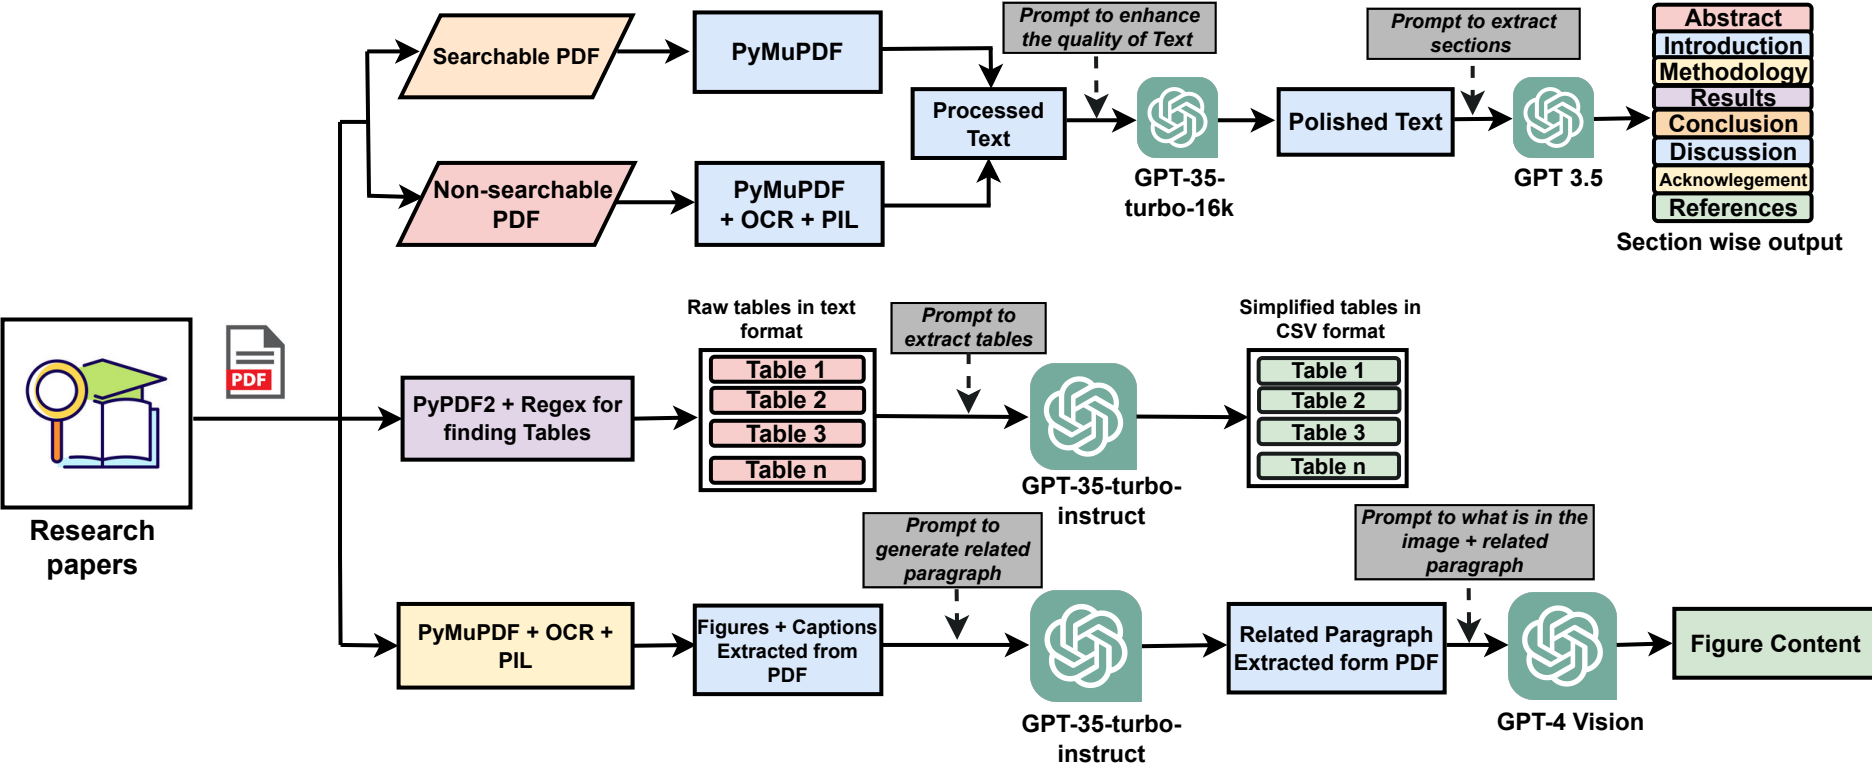 Searchable PDF
PyMuPDF
Prompt to enhance
the quality of Text
Prompt to extract
sections
Processed
Text
Polished Text
GPT-35-
turbo-16k
GPT 3.5
Non-searchable
PDF
PyMuPDF
+ OCR + PIL
Abstract
Introduction
Methodology
Results
Conclusion
Discussion
Acknowlegement
References
Section wise output
PDF
Research
papers
PyPDF2 + Regex for
finding Tables
Raw tables in text
format
Table 1
Table 2
Table 3
Table n
Prompt to
extract tables
GPT-35-turbo-
instruct
Simplified tables in
CSV format
Table 1
Table 2
Table 3
Table n
PyMuPDF + OCR +
PIL
Figures + Captions
Extracted from
PDF
Prompt to
generate related
paragraph
GPT-35-turbo-
instruct
Related Paragraph
Extracted form PDF
Prompt to what is in the
image + related
paragraph
GPT-4 Vision
Figure Content